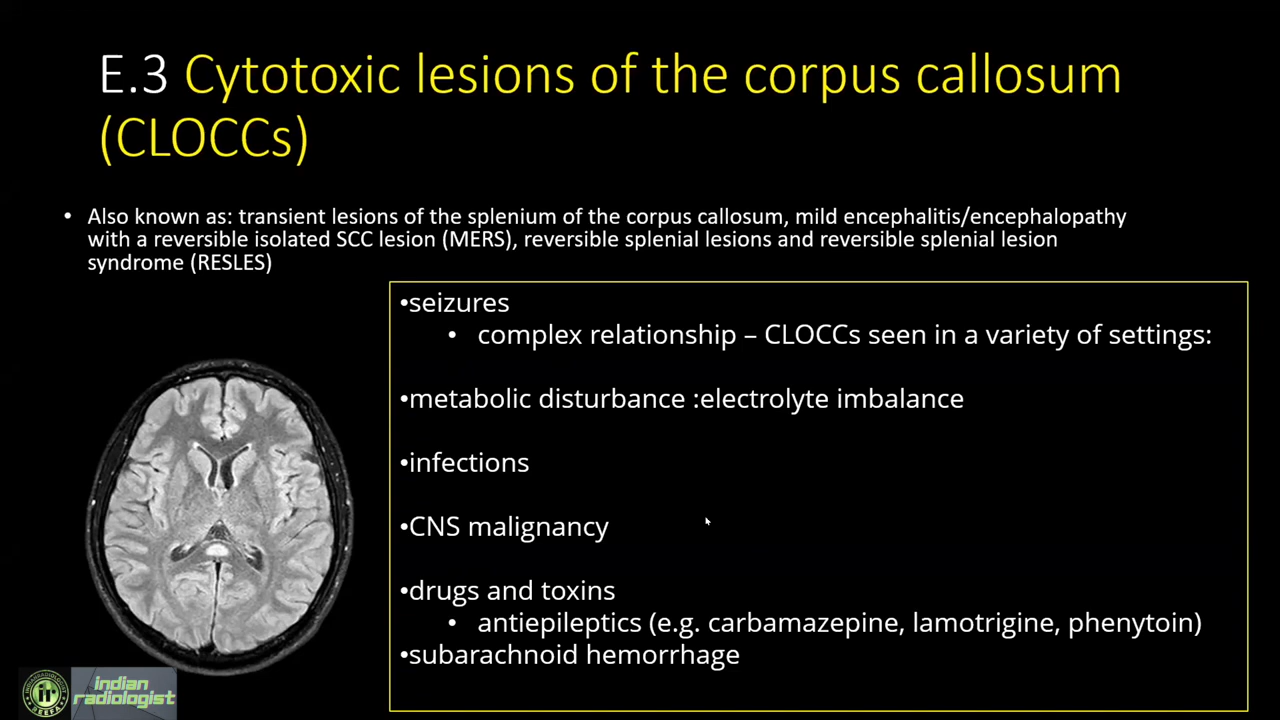 E.3 Cytotoxic lesions of the corpus callosum
(CLOCCs)
• Also known as: transient lesions of the splenium of the corpus callosum, mild encephalitis/encephalopathy
with a reversible isolated SCC lesion (MERS), reversible splenial lesions and reversible splenial lesion
syndrome (RESLES)
•seizures
• complex relationship – CLOCCs seen in a variety of settings:
•metabolic disturbance :electrolyte imbalance
•infections
•CNS malignancy
•drugs and toxins
• antiepileptics (e.g. carbamazepine, lamotrigine, phenytoin)
•subarachnoid hemorrhage
ir
indian
radiologist